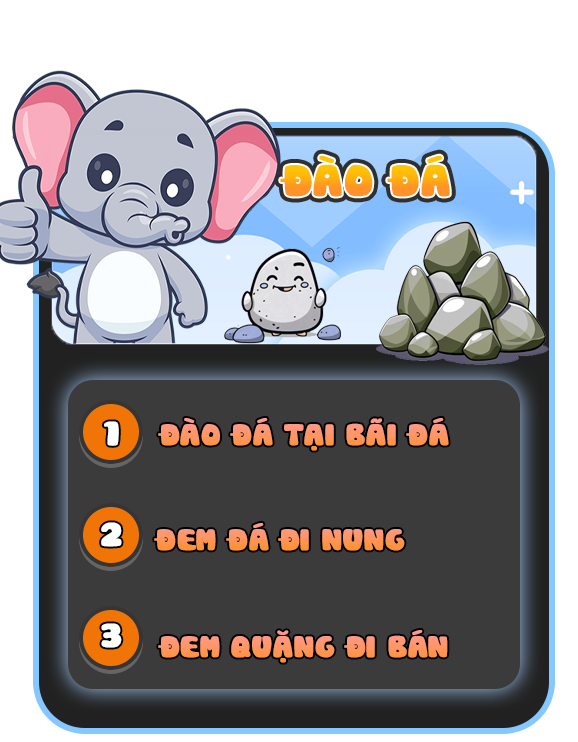 ĐÀO ĐÁ
1 ĐÀO ĐÁ TẠI BÃI ĐÁ
2 ĐEM ĐÁ ĐI NUNG
3 ĐEM QUẶNG ĐI BÁN